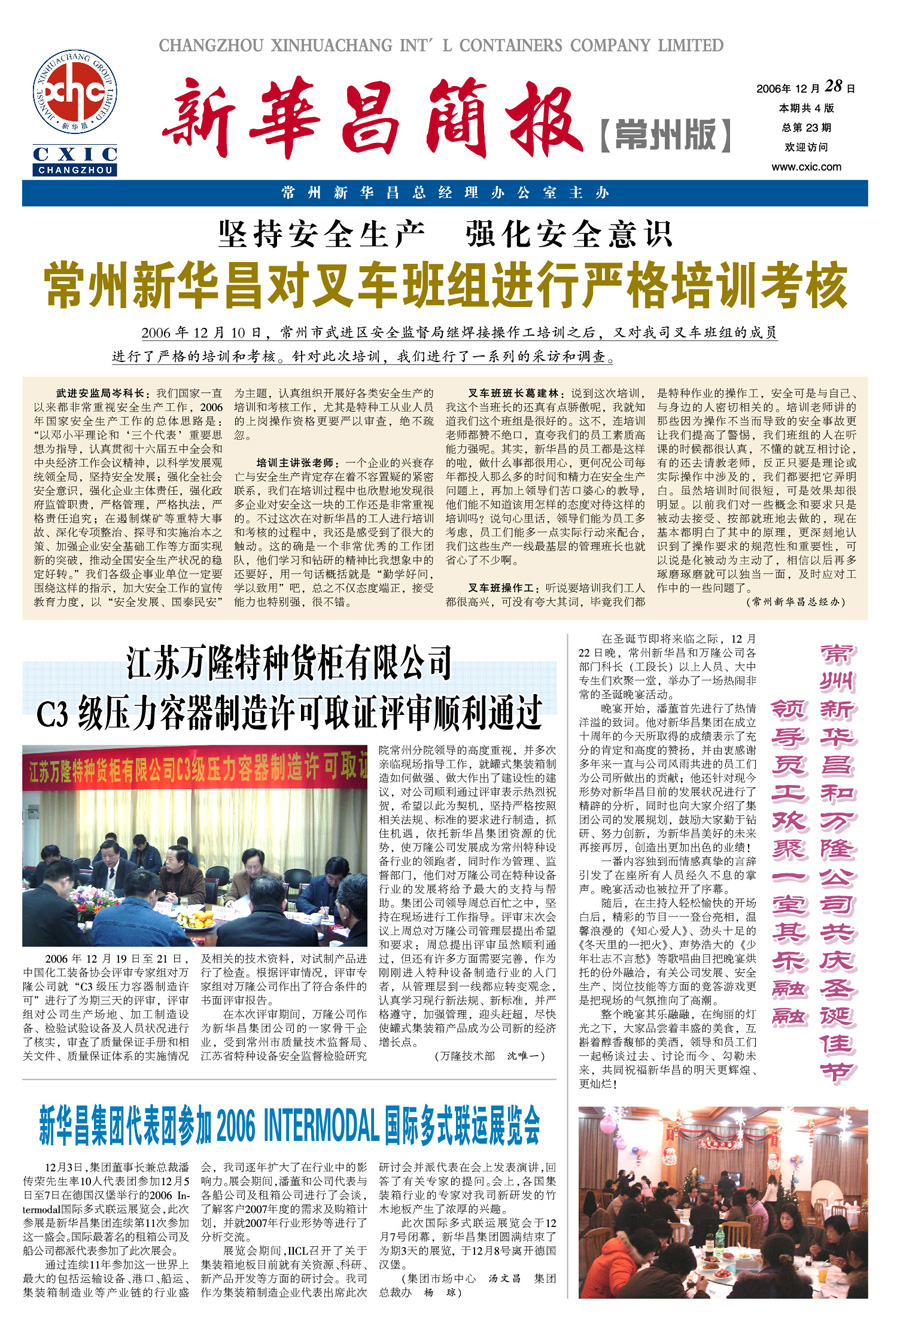 CHANGZHOU XINHUACHANG INT'L CONTAINERS COMPANY LIMITED
JIANGSU XINHUACHANG GROUP LIMITED
xhc
新华昌
CXIC
CHANGZHOU
新華昌簡报
【常州版】
2006年 12 月 28 日
本期共 4 版
总第 23 期
欢迎访问
www.cxic.com
常州新华昌总经理办公室主办
坚持安全生产 强化安全意识
常州新华昌对叉车班组进行严格培训考核
2006 年 12 月 10 日，常州市武进区安全监督局继焊接操作工培训之后，又对我司叉车班组的成员
进行了严格的培训和考核。针对此次培训，我们进行了一系列的采访和调查。
武进安监局岑科长：我们国家一直
以来都非常重视安全生产工作，2006
年国家安全生产工作的总体思路是：
“以邓小平理论和‘三个代表’重要思
想为指导，认真贯彻十六届五中全会和
中央经济工作会议精神，以科学发展观
统领全局，坚持安全发展；强化全社会
安全意识，强化企业主体责任，强化政
府监管职责，严格管理，严格执法，严
格责任追究；在遏制煤矿等重特大事
故、深化专项整治、探寻和实施治本之
策、加强企业安全基础工作等方面实现
新的突破，推动全国安全生产状况的稳
定好转。”我们各级企事业单位一定要
围绕这样的指示，加大安全工作的宣传
教育力度，以“安全发展、国泰民安”
为主题，认真组织开展好各类安全生产的
培训和考核工作，尤其是特种工从业人员
的上岗操作资格更要严以审查，绝不疏
忽。
培训主讲张老师：一个企业的兴衰存
亡与安全生产肯定存在着不容置疑的紧密
联系，我们在培训过程中也欣慰地发现很
多企业对安全这一块的工作还是非常重视
的。不过这次在对新华昌的工人进行培训
和考核的过程中，我还是感受到了很大的
触动。这的确是一个非常优秀的工作团
队，他们学习和钻研的精神比我想象中的
还要好，用一句话概括就是“勤学好问，
学以致用”吧，总之不仅态度端正，接受
能力也特别强，很不错。
叉车班班长葛建林：说到这次培训，
我这个当班长的还真有点骄傲呢，我就知
道我们这个班组是很好的。这不，连培训
老师都赞不绝口，直夸我们的员工素质高
能力强呢。其实，新华昌的员工都是这样
的啦，做什么事都很用心，更何况公司每
年都投入那么多的时间和精力在安全生产
问题上，再加上领导们苦口婆心的教导，
他们能不知道该用怎样的态度对待这样的
培训吗？说句心里话，领导们能为员工多
考虑，员工们能多一点实际行动来配合，
我们这些生产一线最基层的管理班长也就
省心了不少啊。
叉车班操作工：听说要培训我们工人
都很高兴，可没有夸大其词，毕竟我们都
是特种作业的操作工，安全可是与自己、
与身边的人密切相关的。培训老师讲的
那些因为操作不当而导致的安全事故更
让我们提高了警惕，我们班组的人在听
课的时候都很认真，不懂的就互相讨论，
有的还去请教老师，反正只要是理论或
实际操作中涉及的，我们都要把它弄明
白。虽然培训时间很短，可是效果却很
明显。以前我们对一些概念和要求只是
被动去接受、按部就班地去做的，现在
基本都明白了其中的原理，更深刻地认
识到了操作要求的规范性和重要性，可
以说是化被动为主动了，相信以后再多
琢磨琢磨就可以独当一面，及时应对工
作中的一些问题了。
（常州新华昌总经办）
江苏万隆特种货柜有限公司
C3 级压力容器制造许可取证评审顺利通过
江苏万隆特种货柜有限公司C3级压力容器制造许可取证
2006 年 12 月 19 日至 21 日，
中国化工装备协会评审专家组对万
隆公司就“C3 级压力容器制造许
可”进行了为期三天的评审，评审
组对公司生产场地、加工制造设
备、检验试验设备及人员状况进行
了核实，审查了质量保证手册和相
关文件、质量保证体系的实施情况
及相关的技术资料，对试制产品进
行了检查。根据评审情况，评审专
家组对万隆公司作出了符合条件的
书面评审报告。
在本次评审期间，万隆公司作
为新华昌集团公司的一家骨干企
业，受到常州市质量技术监督局、
江苏省特种设备安全监督检验研究
院常州分院领导的高度重视，并多次
亲临现场指导工作，就罐式集装箱制
造如何做强、做大作出了建设性的建
议，对公司顺利通过评审表示热烈祝
贺，希望以此为契机，坚持严格按照
相关法规、标准的要求进行制造，抓
住机遇，依托新华昌集团资源的优
势，使万隆公司发展成为常州特种设
备行业的领跑者，同时作为管理、监
督部门，他们对万隆公司在特种设备
行业的发展将给予最大的支持与帮
助。集团公司领导周总百忙之中，坚
持在现场进行工作指导。评审末次会
议上周总对万隆公司管理层提出希望
和要求：周总提出评审虽然顺利通
过，但还有许多方面需要完善，作为
刚刚进入特种设备制造行业的入门
者，从管理层到一线都应转变观念，
认真学习现行新法规、新标准，并严
格遵守，加强管理，迎头赶超，尽快
使罐式集装箱产品成为公司新的经济
增长点。
（万隆技术部 沈唯一）
在圣诞节即将来临之际，12 月
22 日晚，常州新华昌和万隆公司各
部门科长（工段长）以上人员、大中
专生们欢聚一堂，举办了一场热闹非
常的圣诞晚宴活动。
晚宴开始，潘董首先进行了热情
洋溢的致词。他对新华昌集团在成立
十周年的今天所取得的成绩表示了充
分的肯定和高度的赞扬，并由衷感谢
多年来一直与公司风雨共进的员工们
为公司所做出的贡献；他还针对现今
形势对新华昌目前的发展状况进行了
精辟的分析，同时也向大家介绍了集
团公司的发展规划，鼓励大家勤于钻
研、努力创新，为新华昌美好的未来
再接再厉，创造出更加出色的业绩！
一番内容独到而情感真挚的言辞
引发了在座所有人员经久不息的掌
声。晚宴活动也被拉开了序幕。
随后，在主持人轻松愉快的开场
白后，精彩的节目一一登台亮相，温
馨浪漫的《知心爱人》、劲头十足的
《冬天里的一把火》、声势浩大的《少
年壮志不言愁》等歌唱曲目把晚宴烘
托的份外融洽，有关公司发展、安全
生产、岗位技能等方面的竞答游戏更
是把现场的气氛推向了高潮。
整个晚宴其乐融融，在绚丽的灯
光之下，大家品尝着丰盛的美食，互
斟着醇香馥郁的美酒，领导和员工们
一起畅谈过去、讨论而今、勾勒未
来，共同祝福新华昌的明天更辉煌、
更灿烂！
常州新华昌和万隆公司共庆圣诞佳节
领导员工欢聚一室其乐融融
新华昌集团代表团参加 2006 INTERMODAL 国际多式联运展览会
12月3日,集团董事长兼总裁潘
传荣先生率10人代表团参加12月5
日至7日在德国汉堡举行的2006 In-
termodal国际多式联运展览会,此次
参展是新华昌集团连续第11次参加
这一盛会。国际最著名的租箱公司及
船公司都派代表参加了此次展会。
通过连续11年参加这一世界上
最大的包括运输设备、港口、船运、
集装箱制造业等产业链的行业盛
会，我司逐年扩大了在行业中的影
响力。展会期间,潘董和公司代表与
各船公司及租箱公司进行了会谈，
了解客户2007年度的需求及购箱计
划，并就2007年行业形势等进行了
分析交流。
展览会期间,IICL召开了关于
集装箱地板目前就有关资源、科研、
新产品开发等方面的研讨会。我司
作为集装箱制造企业代表出席此次
研讨会并派代表在会上发表演讲,回
答了有关专家的提问。会上,各国集
装箱行业的专家对我司新研发的竹
木地板产生了浓厚的兴趣。
此次国际多式联运展览会于12
月7号闭幕，新华昌集团圆满结束了
为期3天的展览，于12月8号离开德国
汉堡。
（集团市场中心 汤文昌 集团
总裁办 杨 琼）